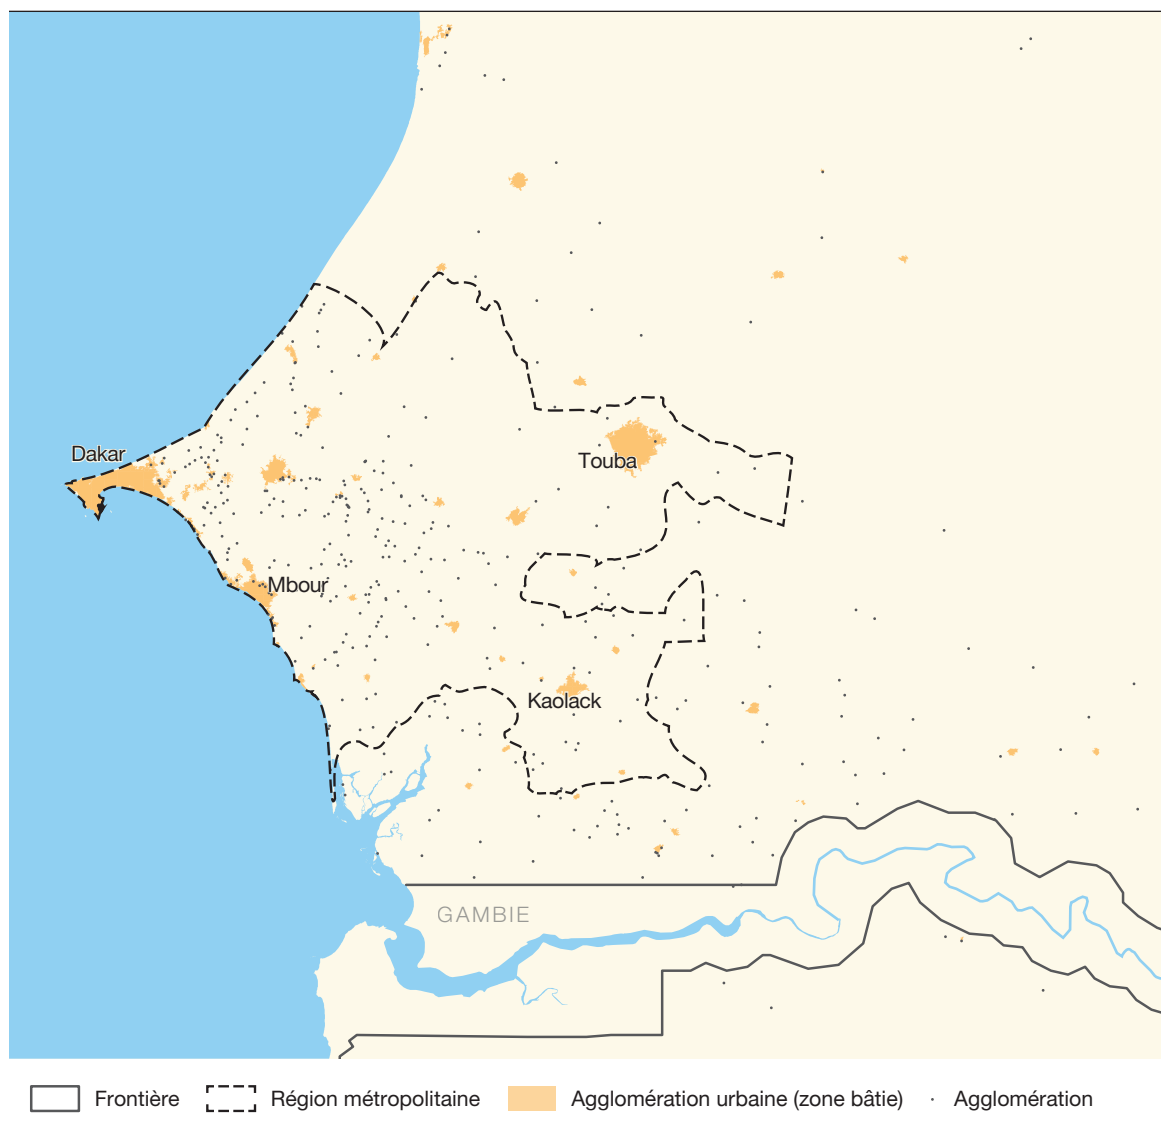 Dakar
Touba
Mbour
Kaolack
GAMBIE
Frontière
Région métropolitaine
Agglomération urbaine (zone bâtie)
Agglomération